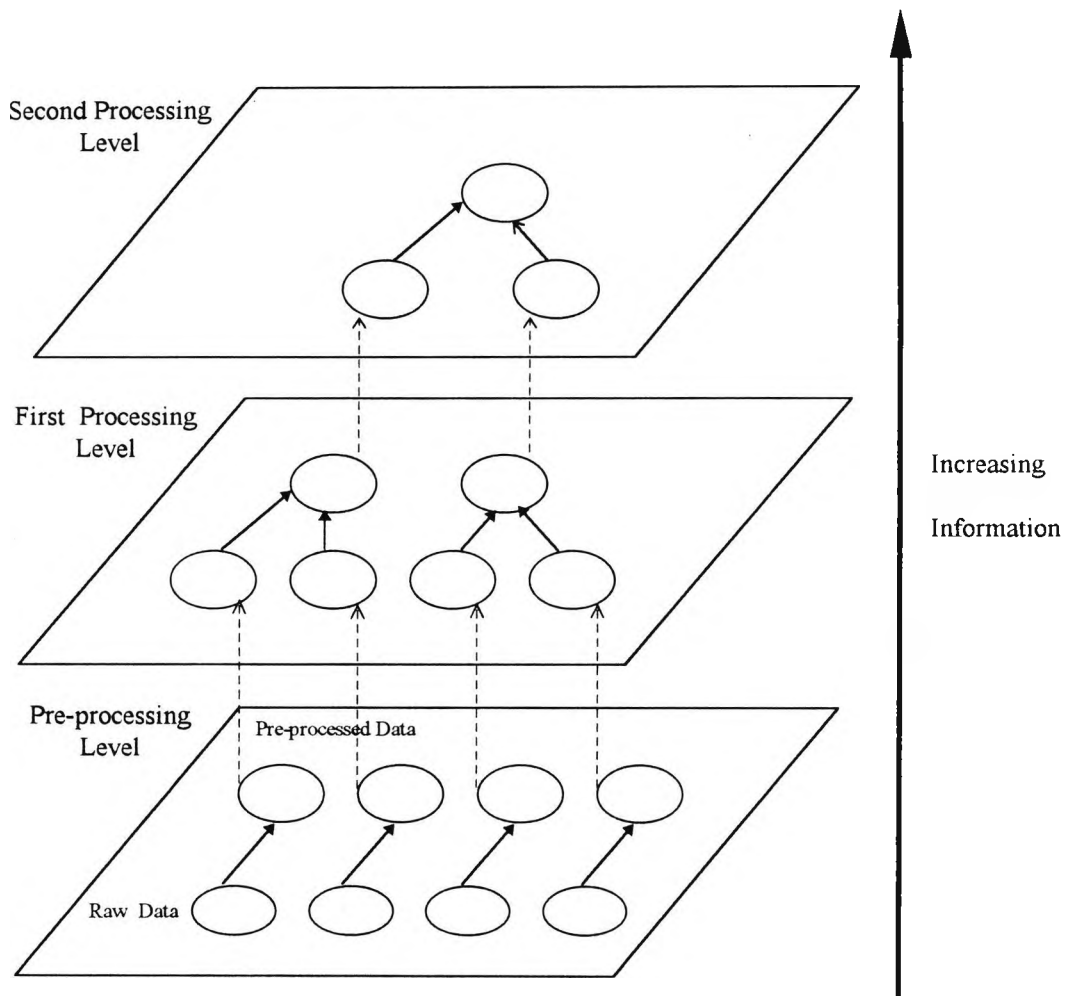 Second Processing
Level
First Processing
Level
Increasing
Information
Pre-processing
Level
Pre-processed Data
Raw Data